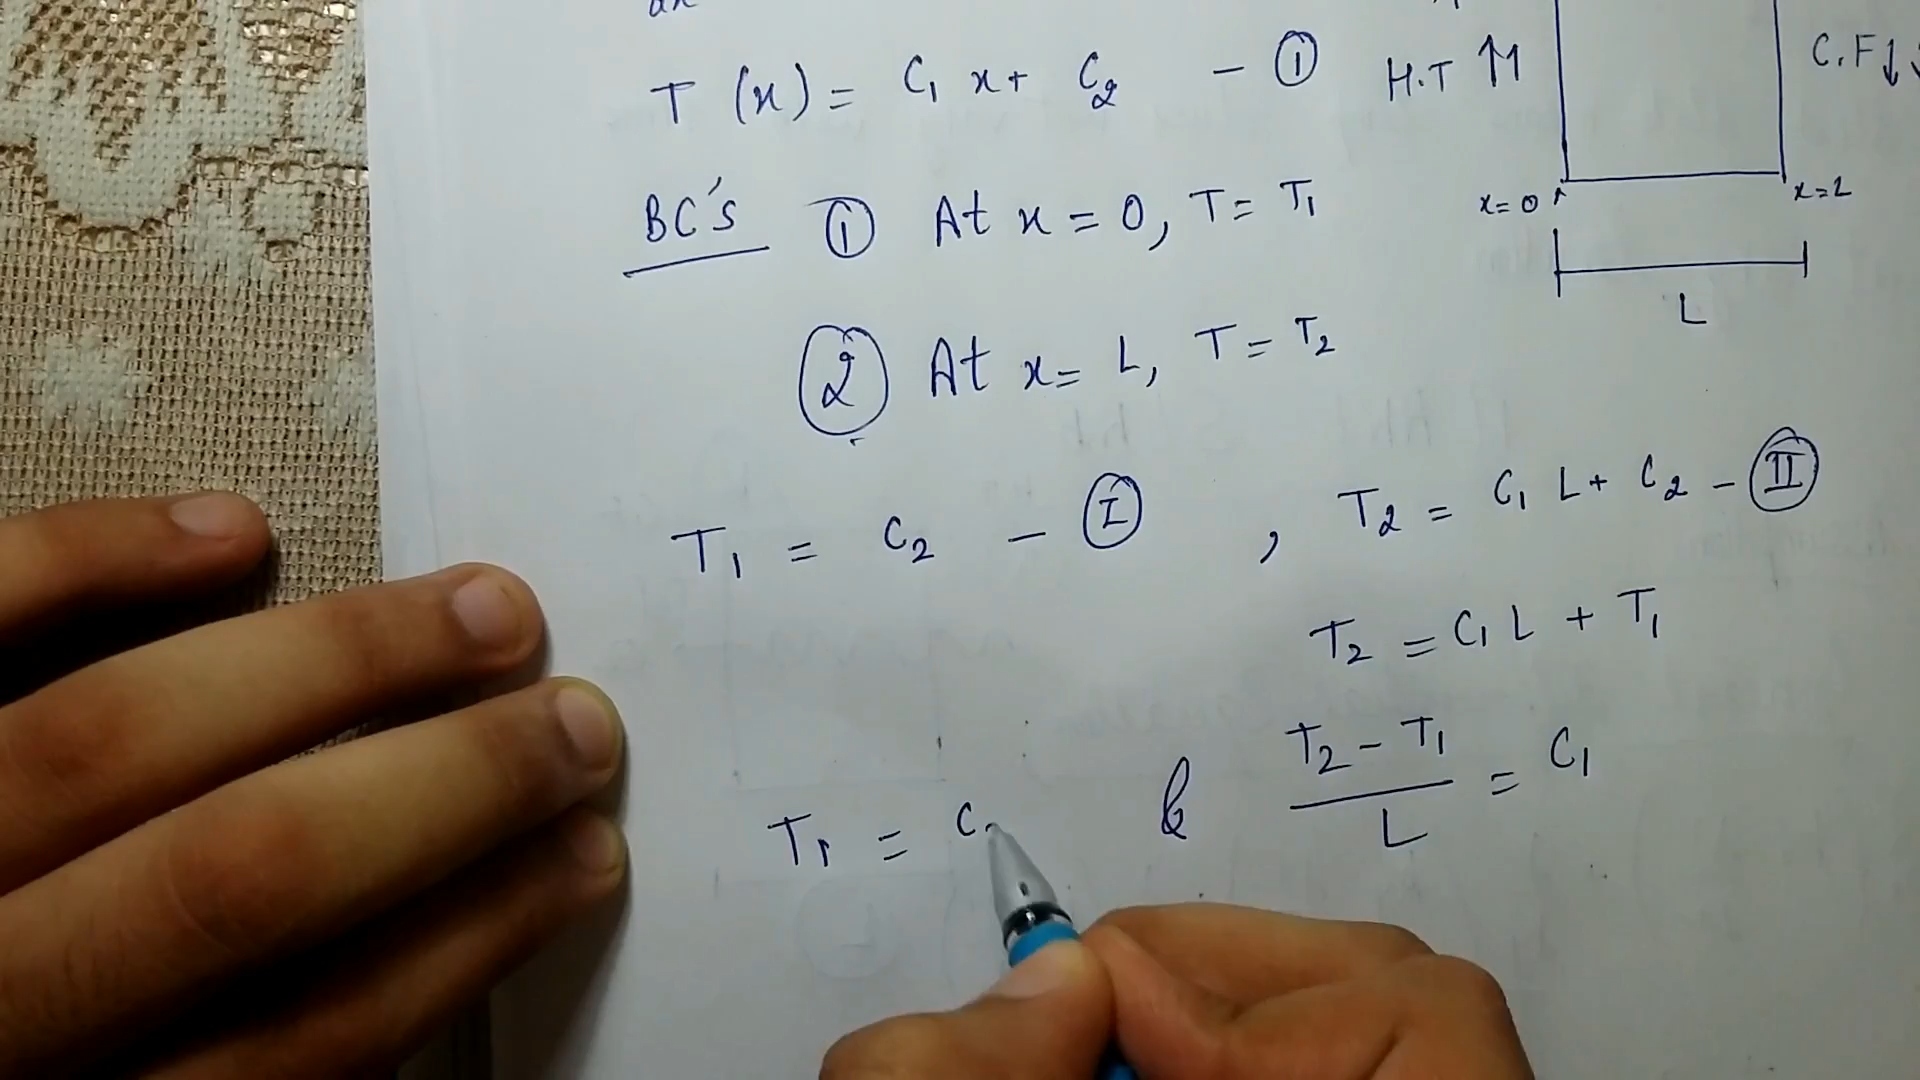 T (x) = C₁ x + C₂ - ①
H.T ↑↑
C.F ↓↓
BC's ① At x = 0, T = T₁
x = 0
x = L
L
② At x = L, T = T₂
T₁ = C₂ - Ⓘ , T₂ = C₁ L + C₂ - Ⓘⓘ
T₂ = C₁ L + T₁
T₁ = C & T₂ - T₁ / L = C₁